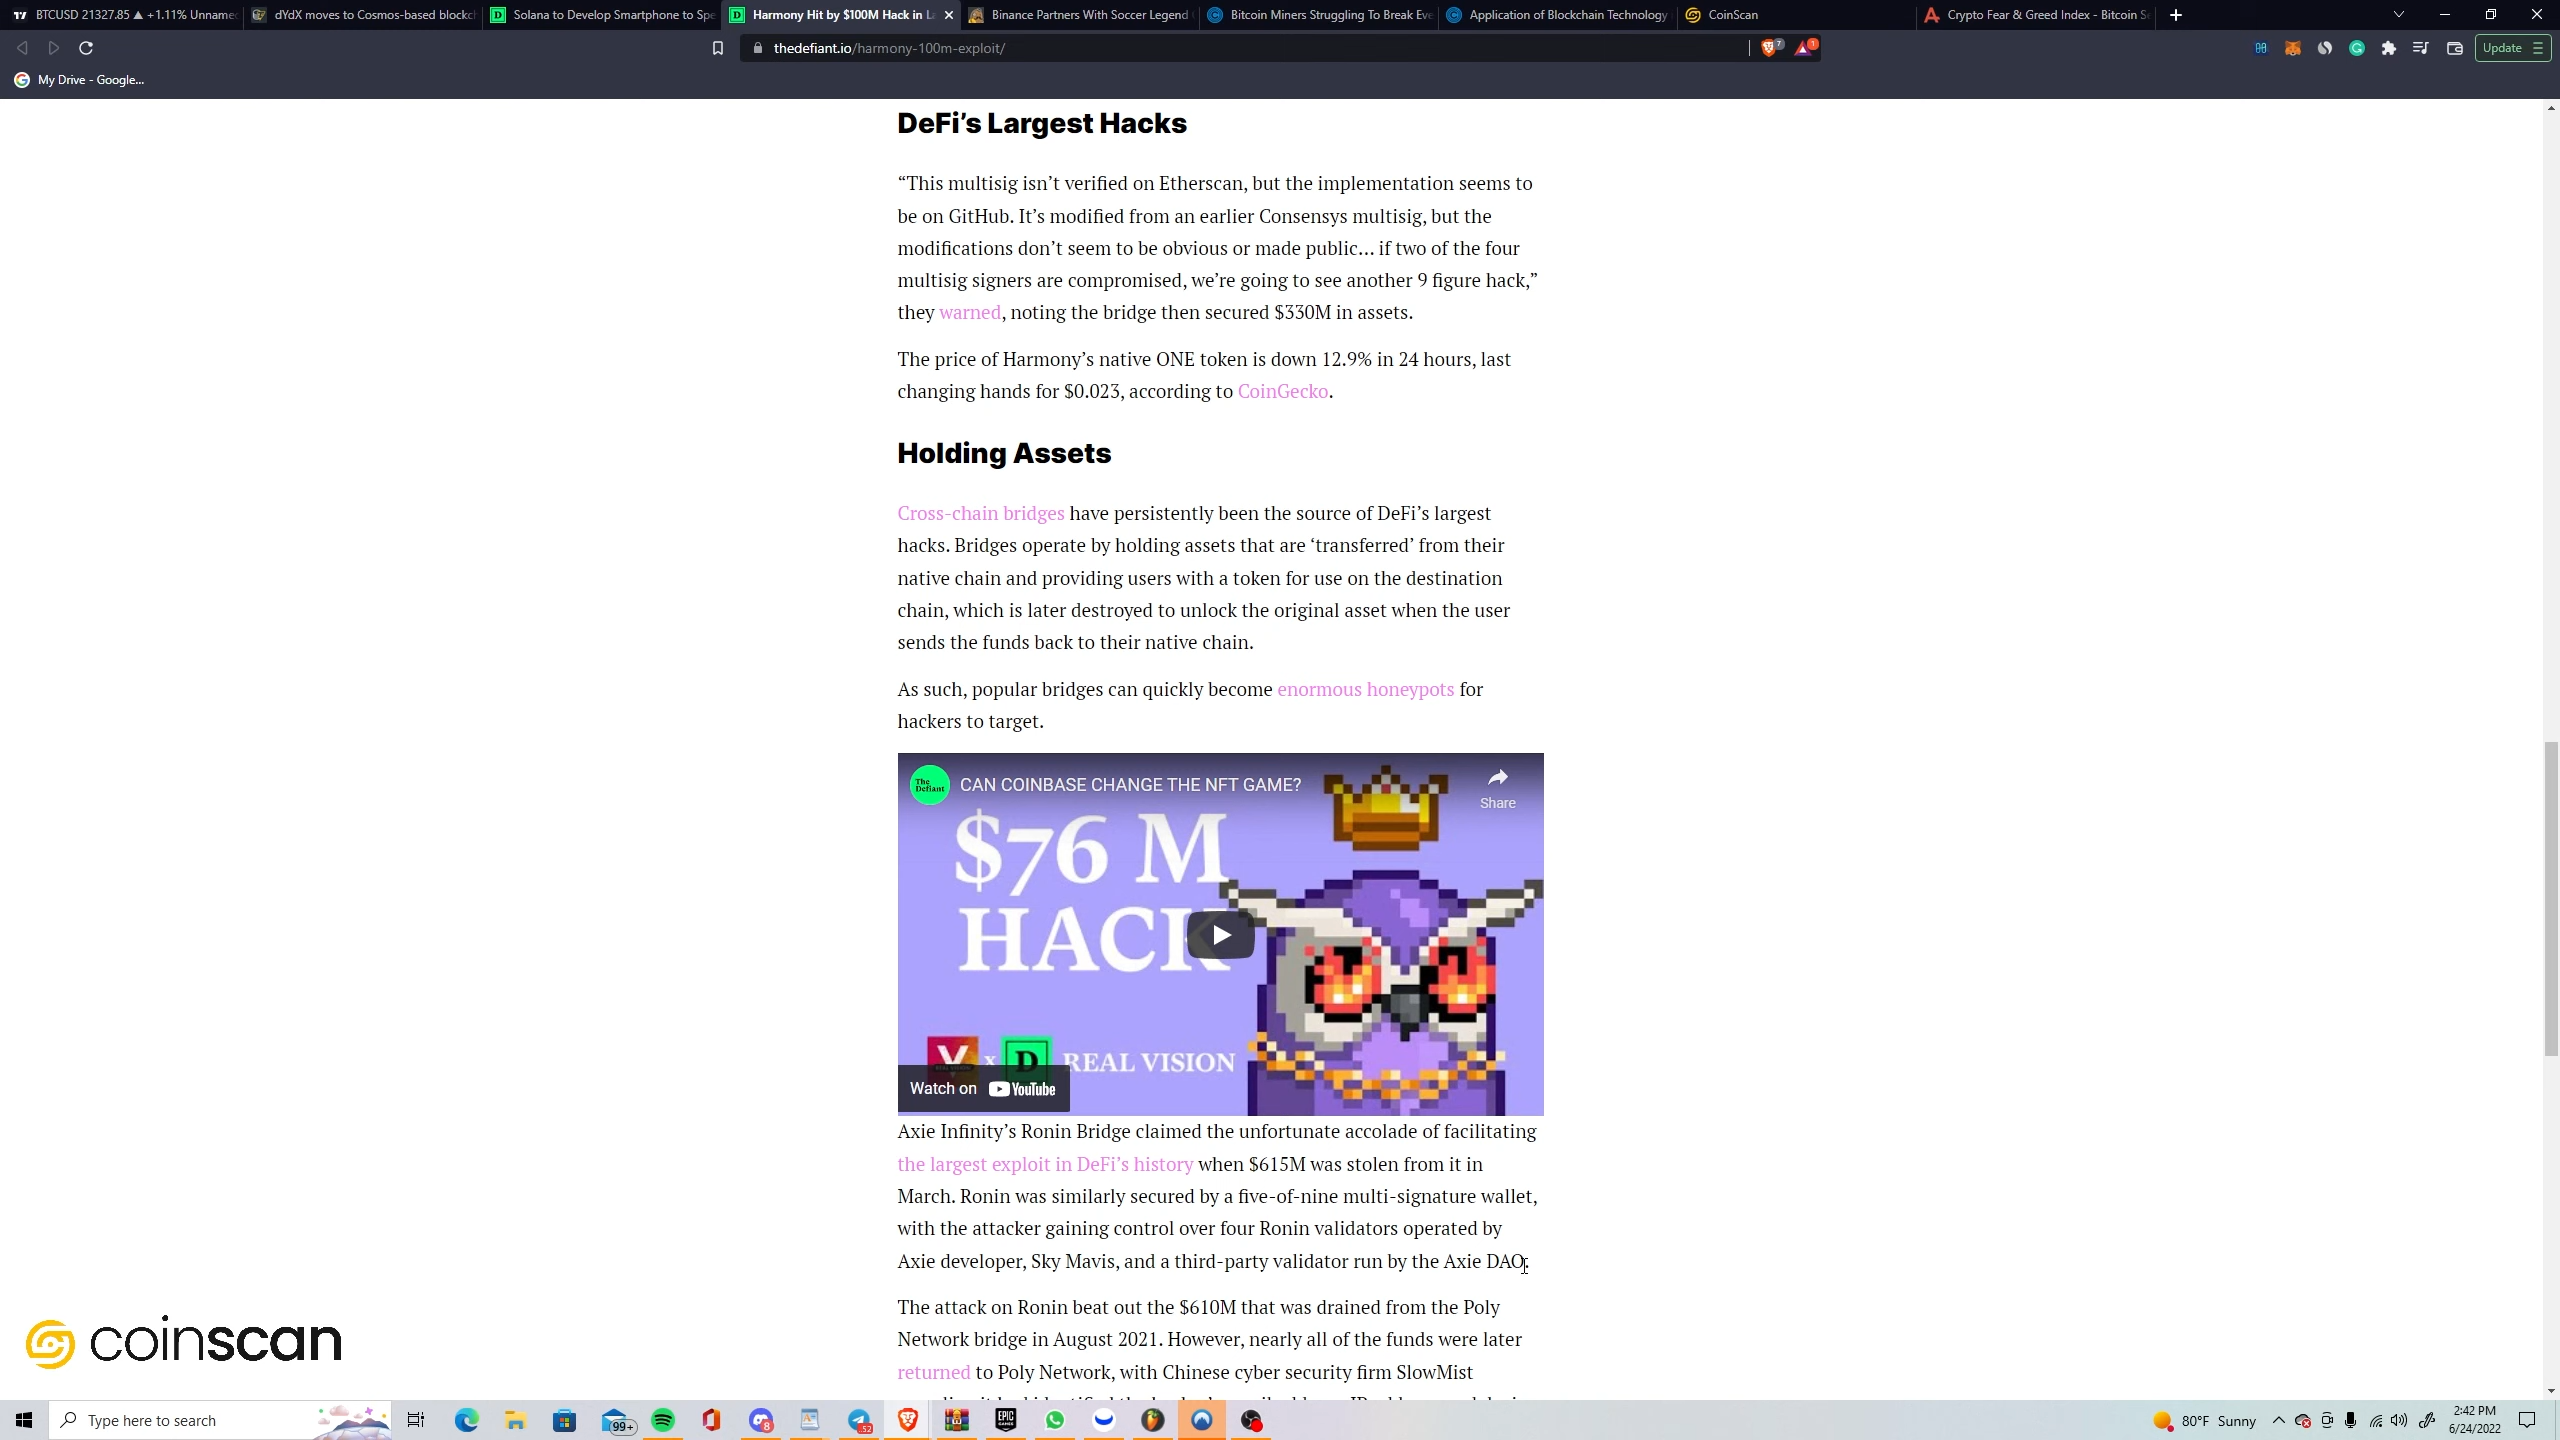 BTCUSD 21327.85 ▲ +1.11% Unnamed
dYdX moves to Cosmos-based blockc
Solana to Develop Smartphone to Spe
Harmony Hit by $100M Hack in La
Binance Partners With Soccer Legend
Bitcoin Miners Struggling To Break Eve
Application of Blockchain Technology
CoinScan
Crypto Fear & Greed Index - Bitcoin Se
thedefiant.io/harmony-100m-exploit/
7
1
Update
My Drive - Google...
DeFi’s Largest Hacks
“This multisig isn’t verified on Etherscan, but the implementation seems to
be on GitHub. It’s modified from an earlier Consensys multisig, but the
modifications don’t seem to be obvious or made public… if two of the four
multisig signers are compromised, we’re going to see another 9 figure hack,”
they warned, noting the bridge then secured $330M in assets.
The price of Harmony’s native ONE token is down 12.9% in 24 hours, last
changing hands for $0.023, according to CoinGecko.
Holding Assets
Cross-chain bridges have persistently been the source of DeFi’s largest
hacks. Bridges operate by holding assets that are ‘transferred’ from their
native chain and providing users with a token for use on the destination
chain, which is later destroyed to unlock the original asset when the user
sends the funds back to their native chain.
As such, popular bridges can quickly become enormous honeypots for
hackers to target.
The Defiant
CAN COINBASE CHANGE THE NFT GAME?
Share
$76 M
HACK
V x D REAL VISION
Watch on YouTube
Axie Infinity’s Ronin Bridge claimed the unfortunate accolade of facilitating
the largest exploit in DeFi’s history when $615M was stolen from it in
March. Ronin was similarly secured by a five-of-nine multi-signature wallet,
with the attacker gaining control over four Ronin validators operated by
Axie developer, Sky Mavis, and a third-party validator run by the Axie DAO.
The attack on Ronin beat out the $610M that was drained from the Poly
Network bridge in August 2021. However, nearly all of the funds were later
returned to Poly Network, with Chinese cyber security firm SlowMist
coinscan
Type here to search
99+
8
52
80°F Sunny
2:42 PM
6/24/2022